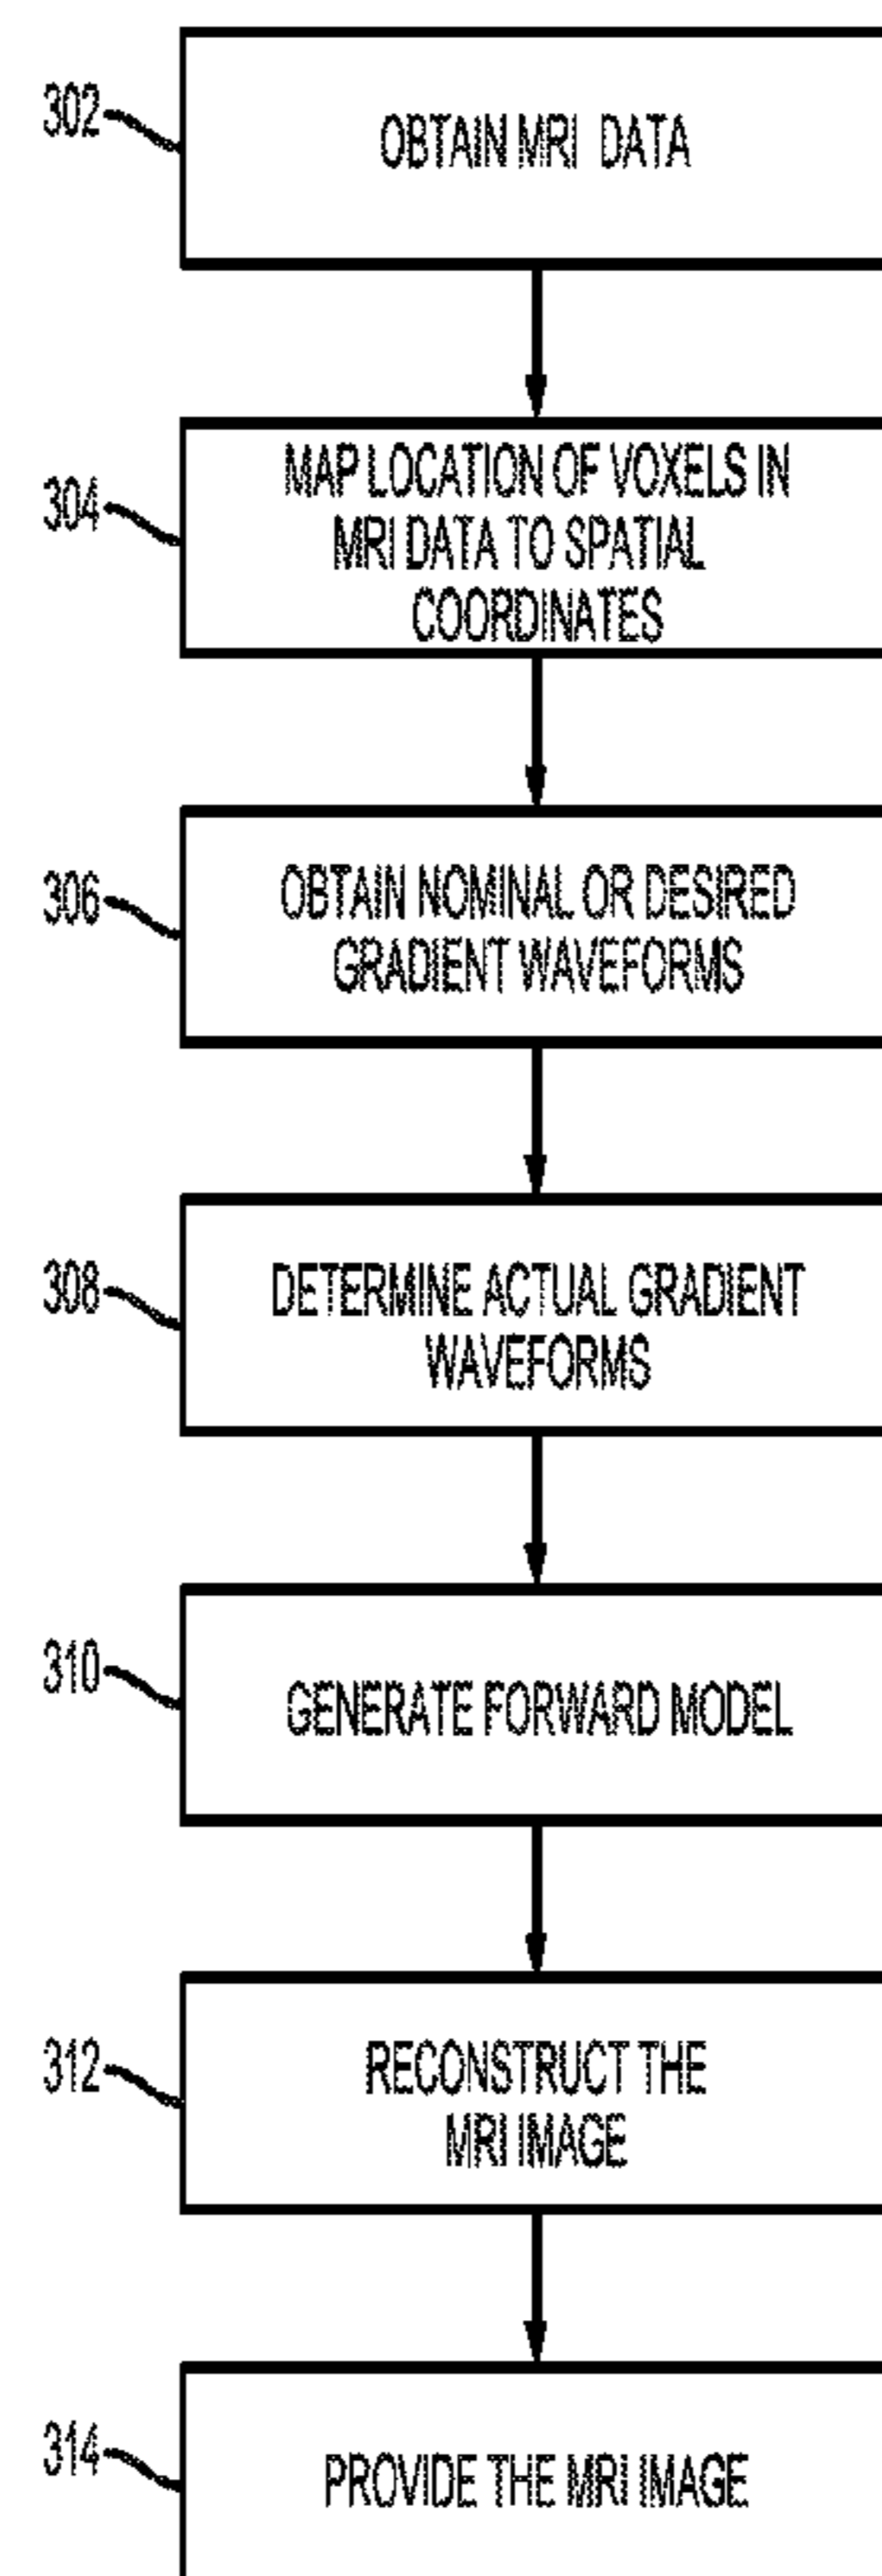 302
OBTAIN MRI DATA
304
MAP LOCATION OF VOXELS IN
MRI DATA TO SPATIAL
COORDINATES
306
OBTAIN NOMINAL OR DESIRED
GRADIENT WAVEFORMS
308
DETERMINE ACTUAL GRADIENT
WAVEFORMS
310
GENERATE FORWARD MODEL
312
RECONSTRUCT THE
MRI IMAGE
314
PROVIDE THE MRI IMAGE